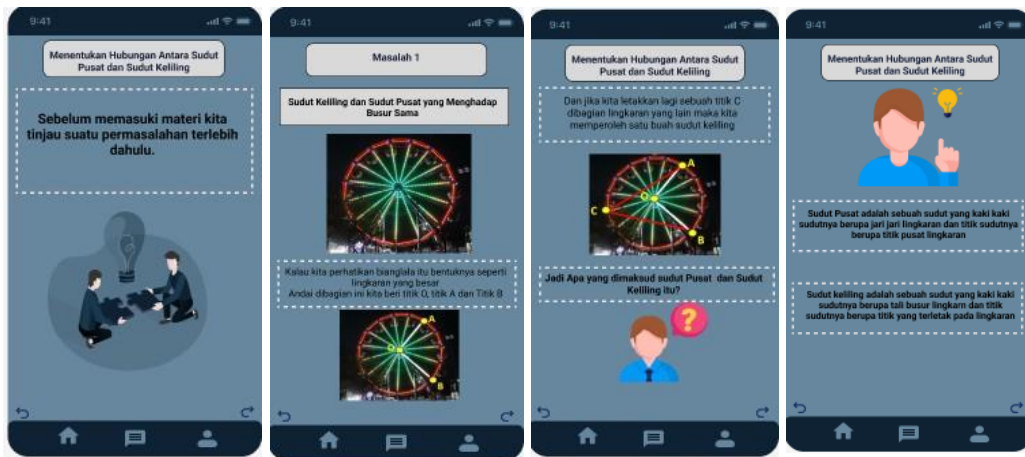 9:41
Menentukan Hubungan Antara Sudut
Pusat dan Sudut Keliling
Sebelum memasuki materi kita
tinjau suatu permasalahan terlebih
dahulu.
9:41
Masalah 1
Sudut Keliling dan Sudut Pusat yang Menghadap
Busur Sama
Kalau kita perhatikan bianglala itu bentuknya seperti
lingkaran yang besar
Andai dibagian ini kita beri titik O, titik A dan Titik B
A
O
B
9:41
Menentukan Hubungan Antara Sudut
Pusat dan Sudut Keliling
Dan jika kita letakkan lagi sebuah titik C
dibagian lingkaran yang lain maka kita
memperoleh satu buah sudut keliling
A
O
C
B
Jadi Apa yang dimaksud sudut Pusat dan Sudut
Keliling itu?
9:41
Menentukan Hubungan Antara Sudut
Pusat dan Sudut Keliling
Sudut Pusat adalah sebuah sudut yang kaki kaki
sudutnya berupa jari jari lingkaran dan titik sudutnya
berupa titik pusat lingkaran
Sudut keliling adalah sebuah sudut yang kaki kaki
sudutnya berupa tali busur lingkarn dan titik
sudutnya berupa titik yang terletak pada lingkaran